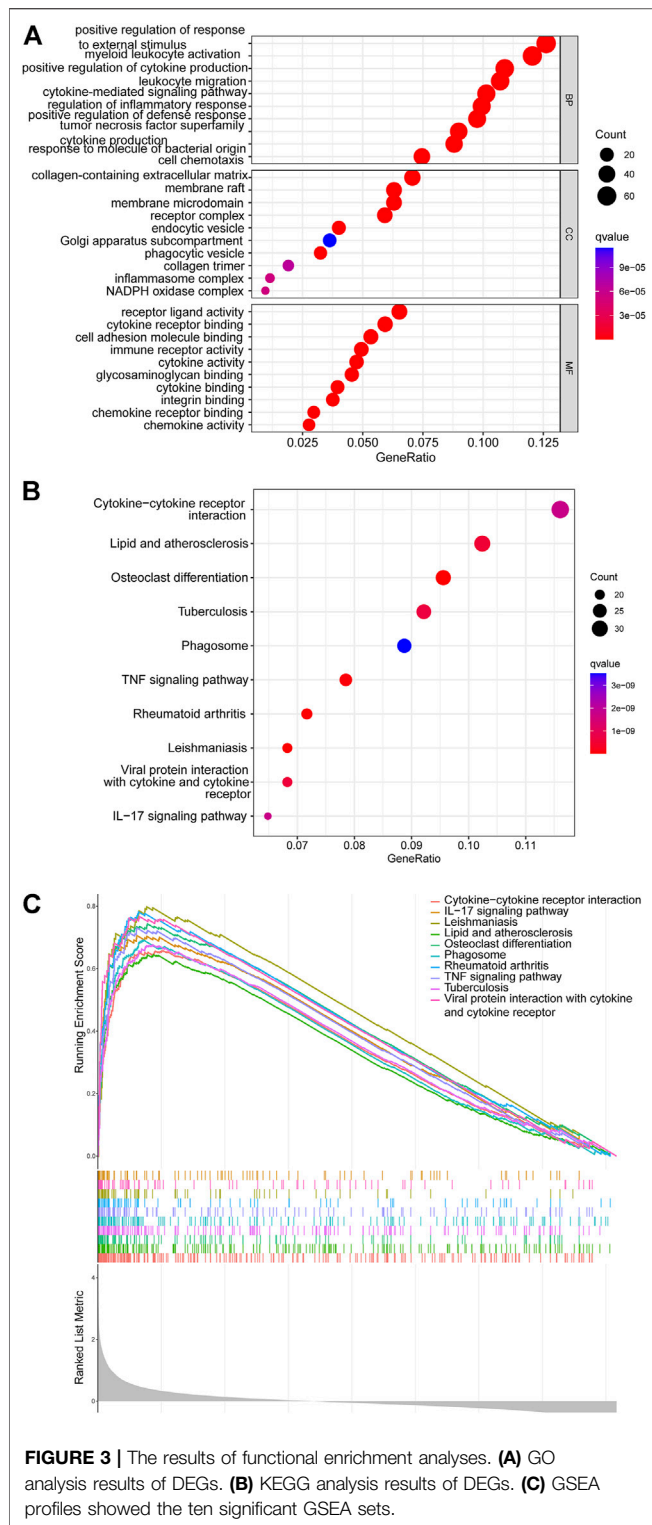 A
positive regulation of response
to external stimulus
myeloid leukocyte activation
positive regulation of cytokine production
leukocyte migration
cytokine-mediated signaling pathway
regulation of inflammatory response
positive regulation of defense response
tumor necrosis factor superfamily
cytokine production
response to molecule of bacterial origin
cell chemotaxis
collagen-containing extracellular matrix
membrane raft
membrane microdomain
receptor complex
endocytic vesicle
Golgi apparatus subcompartment
phagocytic vesicle
collagen trimer
inflammasome complex
NADPH oxidase complex
receptor ligand activity
cytokine receptor binding
cell adhesion molecule binding
immune receptor activity
cytokine activity
glycosaminoglycan binding
cytokine binding
integrin binding
chemokine receptor binding
chemokine activity
BP
CC
MF
0.025 0.050 0.075 0.100 0.125
GeneRatio
Count
20
40
60
qvalue
9e-05
6e-05
3e-05
B
Cytokine−cytokine receptor
interaction
Lipid and atherosclerosis
Osteoclast differentiation
Tuberculosis
Phagosome
TNF signaling pathway
Rheumatoid arthritis
Leishmaniasis
Viral protein interaction
with cytokine and cytokine
receptor
IL−17 signaling pathway
0.07 0.08 0.09 0.10 0.11
GeneRatio
Count
20
25
30
qvalue
3e−09
2e−09
1e−09
C
Running Enrichment Score
0.8
0.6
0.4
0.2
0.0
Cytokine−cytokine receptor interaction
IL−17 signaling pathway
Leishmaniasis
Lipid and atherosclerosis
Osteoclast differentiation
Phagosome
Rheumatoid arthritis
TNF signaling pathway
Tuberculosis
Viral protein interaction with cytokine
and cytokine receptor
Ranked List Metric
4
2
0
FIGURE 3 | The results of functional enrichment analyses. (A) GO
analysis results of DEGs. (B) KEGG analysis results of DEGs. (C) GSEA
profiles showed the ten significant GSEA sets.